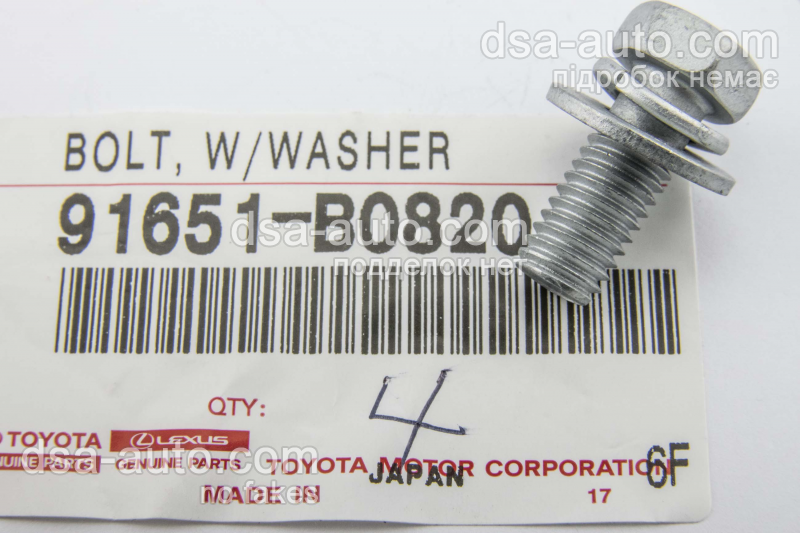 dsa-auto.com
підробок немає
BOLT, W/WASHER
91651-B0820
dsa-auto.com
подделок нет
QTY: 4
TOYOTA LEXUS
GENUINE PARTS GENUINE PARTS TOYOTA MOTOR CORPORATION 6F
dsa-auto.com
MADE IN JAPAN 17
no fakes